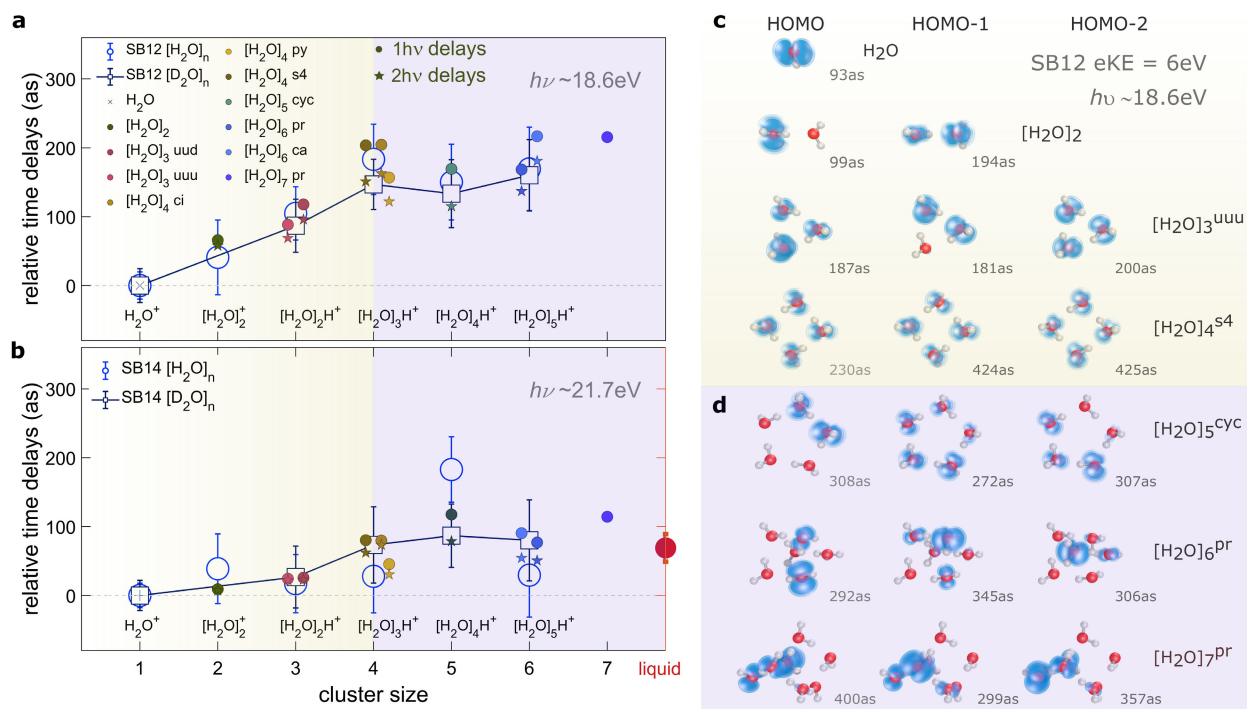 a
relative time delays (as)
300
200
100
0
SB12 [H2O]n
SB12 [D2O]n
H2O
[H2O]2
[H2O]3 uud
[H2O]3 uuu
[H2O]4 ci
[H2O]4 py
[H2O]4 s4
[H2O]5 cyc
[H2O]6 pr
[H2O]6 ca
[H2O]7 pr
1hν delays
2hν delays
hν ~18.6eV
H2O+
[H2O]2+
[H2O]2H+
[H2O]3H+
[H2O]4H+
[H2O]5H+
b
relative time delays (as)
300
200
100
0
SB14 [H2O]n
SB14 [D2O]n
hν ~21.7eV
H2O+
[H2O]2+
[H2O]2H+
[H2O]3H+
[H2O]4H+
[H2O]5H+
1 2 3 4 5 6 7
liquid
cluster size
c
HOMO HOMO-1 HOMO-2
H2O
93as
SB12 eKE = 6eV
hυ ~18.6eV
[H2O]2
99as 194as
[H2O]3uuu
187as 181as 200as
[H2O]4s4
230as 424as 425as
d
[H2O]5cyc
308as 272as 307as
[H2O]6pr
292as 345as 306as
[H2O]7pr
400as 299as 357as